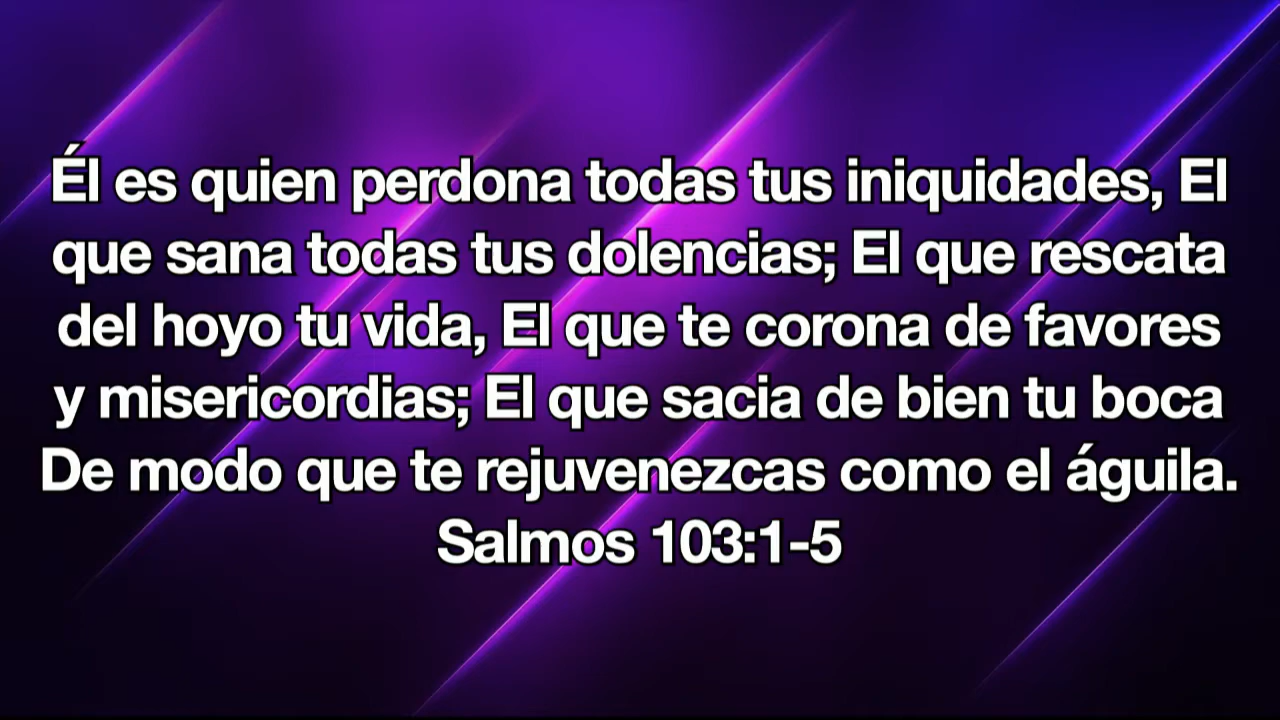 Él es quien perdona todas tus iniquidades, El
que sana todas tus dolencias; El que rescata
del hoyo tu vida, El que te corona de favores
y misericordias; El que sacia de bien tu boca
De modo que te rejuvenezcas como el águila.
Salmos 103:1-5